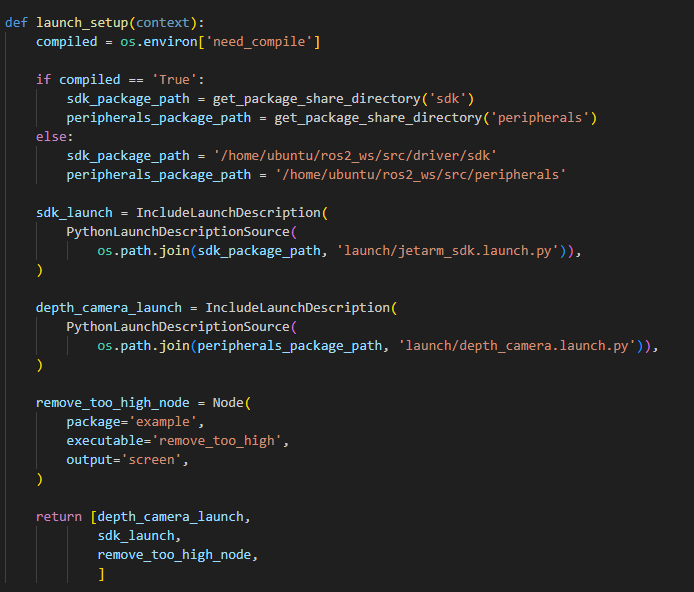 def launch_setup(context):
    compiled = os.environ['need_compile']

    if compiled == 'True':
        sdk_package_path = get_package_share_directory('sdk')
        peripherals_package_path = get_package_share_directory('peripherals')
    else:
        sdk_package_path = '/home/ubuntu/ros2_ws/src/driver/sdk'
        peripherals_package_path = '/home/ubuntu/ros2_ws/src/peripherals'

    sdk_launch = IncludeLaunchDescription(
        PythonLaunchDescriptionSource(
            os.path.join(sdk_package_path, 'launch/jetarm_sdk.launch.py')),
    )

    depth_camera_launch = IncludeLaunchDescription(
        PythonLaunchDescriptionSource(
            os.path.join(peripherals_package_path, 'launch/depth_camera.launch.py')),
    )

    remove_too_high_node = Node(
        package='example',
        executable='remove_too_high',
        output='screen',
    )

    return [depth_camera_launch,
            sdk_launch,
            remove_too_high_node,
            ]